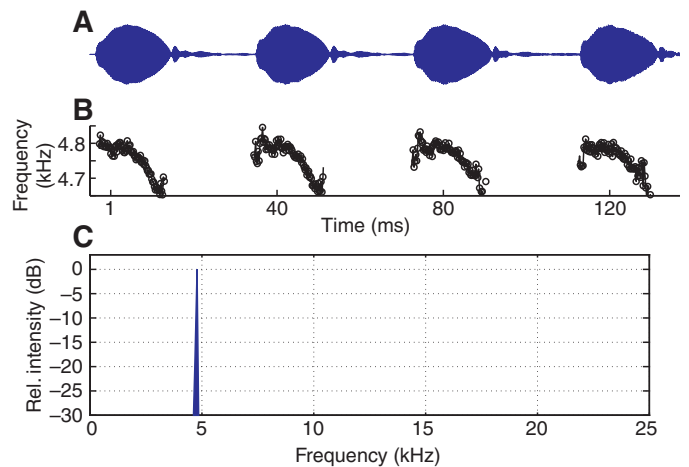 A
B
Frequency
(kHz)
4.8
4.7
1 40 80 120
Time (ms)
C
Rel. intensity (dB)
0
–5
–10
–15
–20
–25
–30
0 5 10 15 20 25
Frequency (kHz)